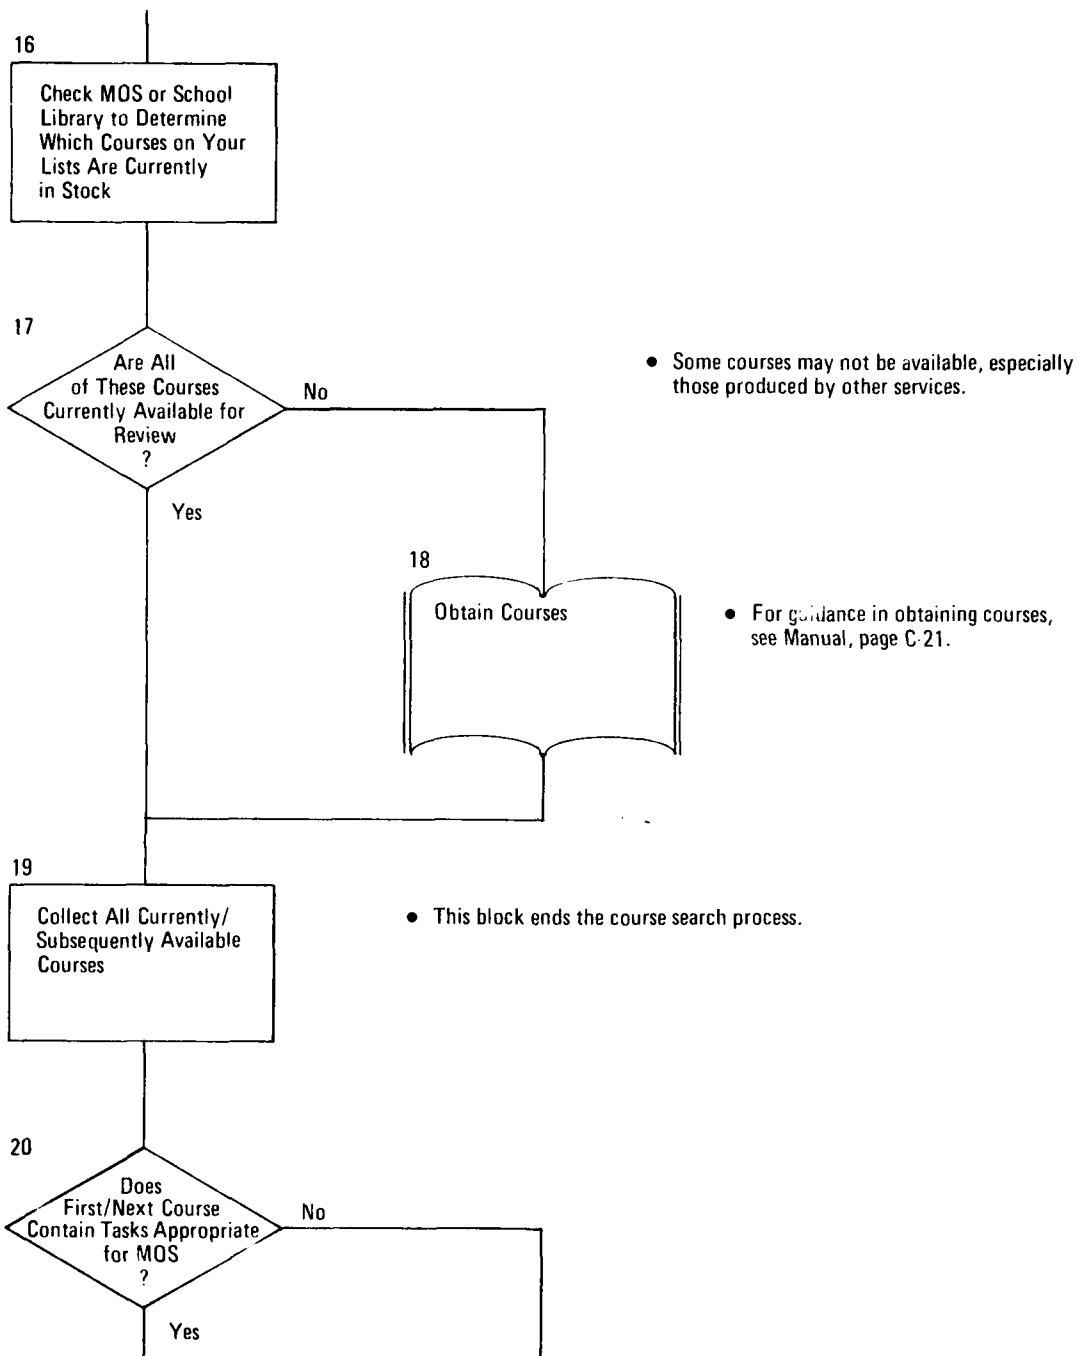 16
Check MOS or School
Library to Determine
Which Courses on Your
Lists Are Currently
in Stock
17
Are All
of These Courses
Currently Available for
Review
?
No
Yes
• Some courses may not be available, especially
those produced by other services.
18
Obtain Courses
• For guidance in obtaining courses,
see Manual, page C-21.
19
Collect All Currently/
Subsequently Available
Courses
• This block ends the course search process.
20
Does
First/Next Course
Contain Tasks Appropriate
for MOS
?
No
Yes